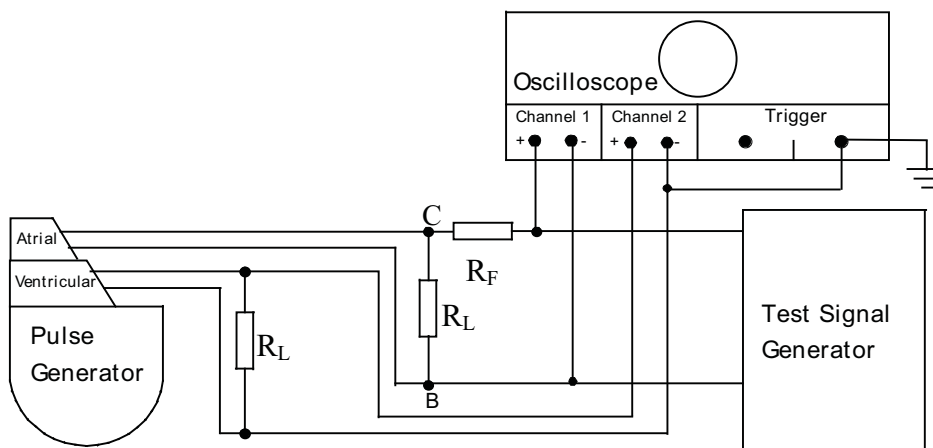 Oscilloscope
Channel 1
Channel 2
Trigger
+ - + -
C
Atrial
R_F
Ventricular
R_L
R_L
Test Signal
Generator
Pulse
Generator
B